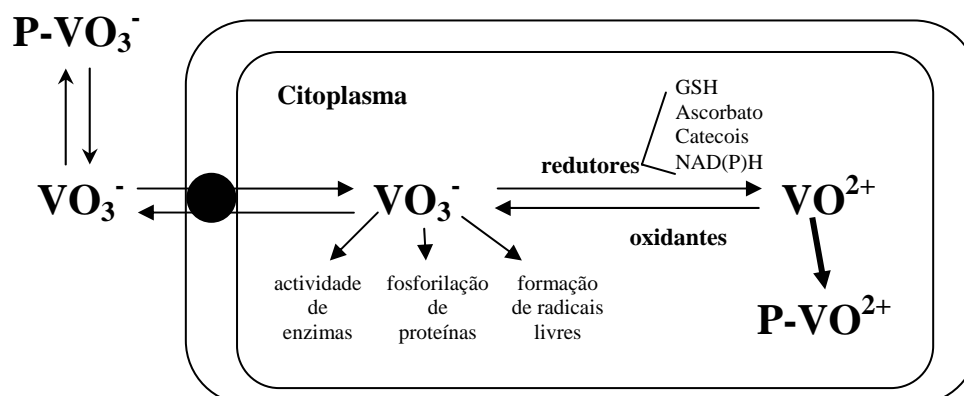 P-VO₃⁻
Citoplasma
GSH
Ascorbato
Catecois
NAD(P)H
redutores
VO₃⁻
VO₃⁻
VO²⁺
oxidantes
actividade
de
enzimas
fosforilação
de
proteínas
formação
de radicais
livres
P-VO²⁺